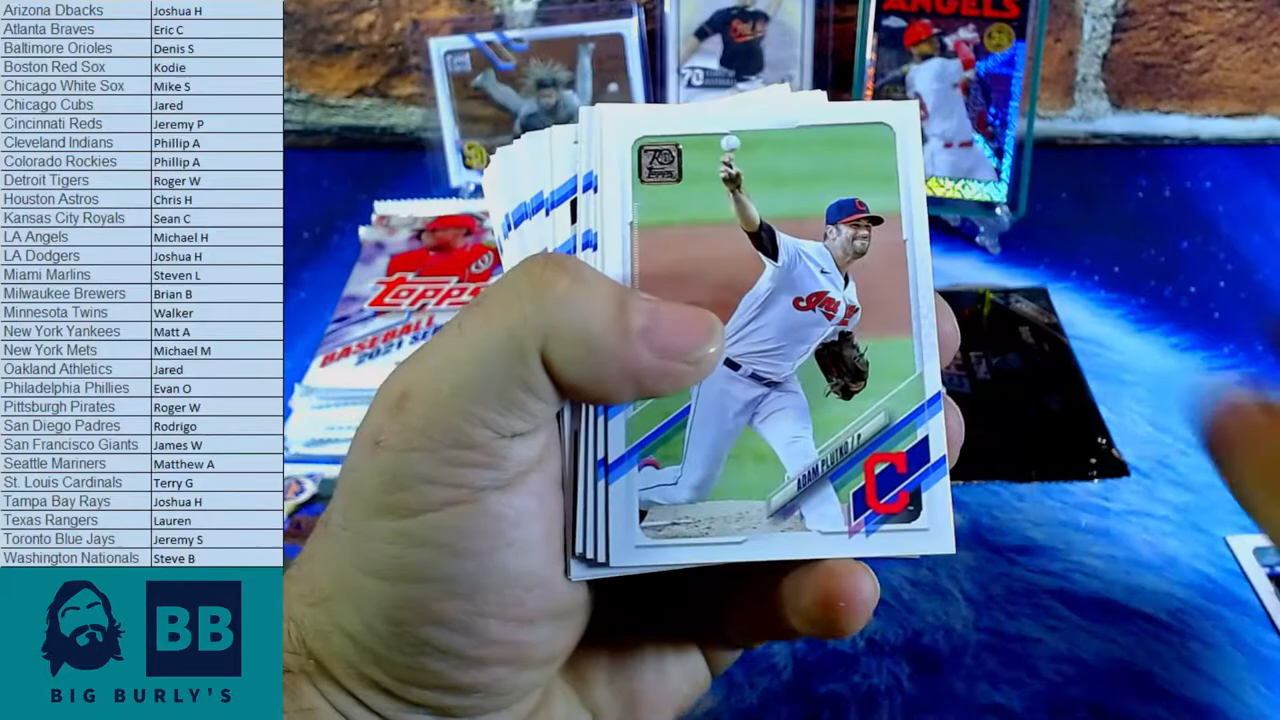 Arizona Dbacks Joshua H
Atlanta Braves Eric C
Baltimore Orioles Denis S
Boston Red Sox Kodie
Chicago White Sox Mike S
Chicago Cubs Jared
Cincinnati Reds Jeremy P
Cleveland Indians Phillip A
Colorado Rockies Phillip A
Detroit Tigers Roger W
Houston Astros Chris H
Kansas City Royals Sean C
LA Angels Michael H
LA Dodgers Joshua H
Miami Marlins Steven L
Milwaukee Brewers Brian B
Minnesota Twins Walker
New York Yankees Matt A
New York Mets Michael M
Oakland Athletics Jared
Philadelphia Phillies Evan O
Pittsburgh Pirates Roger W
San Diego Padres Rodrigo
San Francisco Giants James W
Seattle Mariners Matthew A
St. Louis Cardinals Terry G
Tampa Bay Rays Joshua H
Texas Rangers Lauren
Toronto Blue Jays Jeremy S
Washington Nationals Steve B
BB
BIG BURLY'S
ANGELS
70
70
TOPPS
C
ADAM PLUTKO / P
C
Topps
BASEBALL
2021